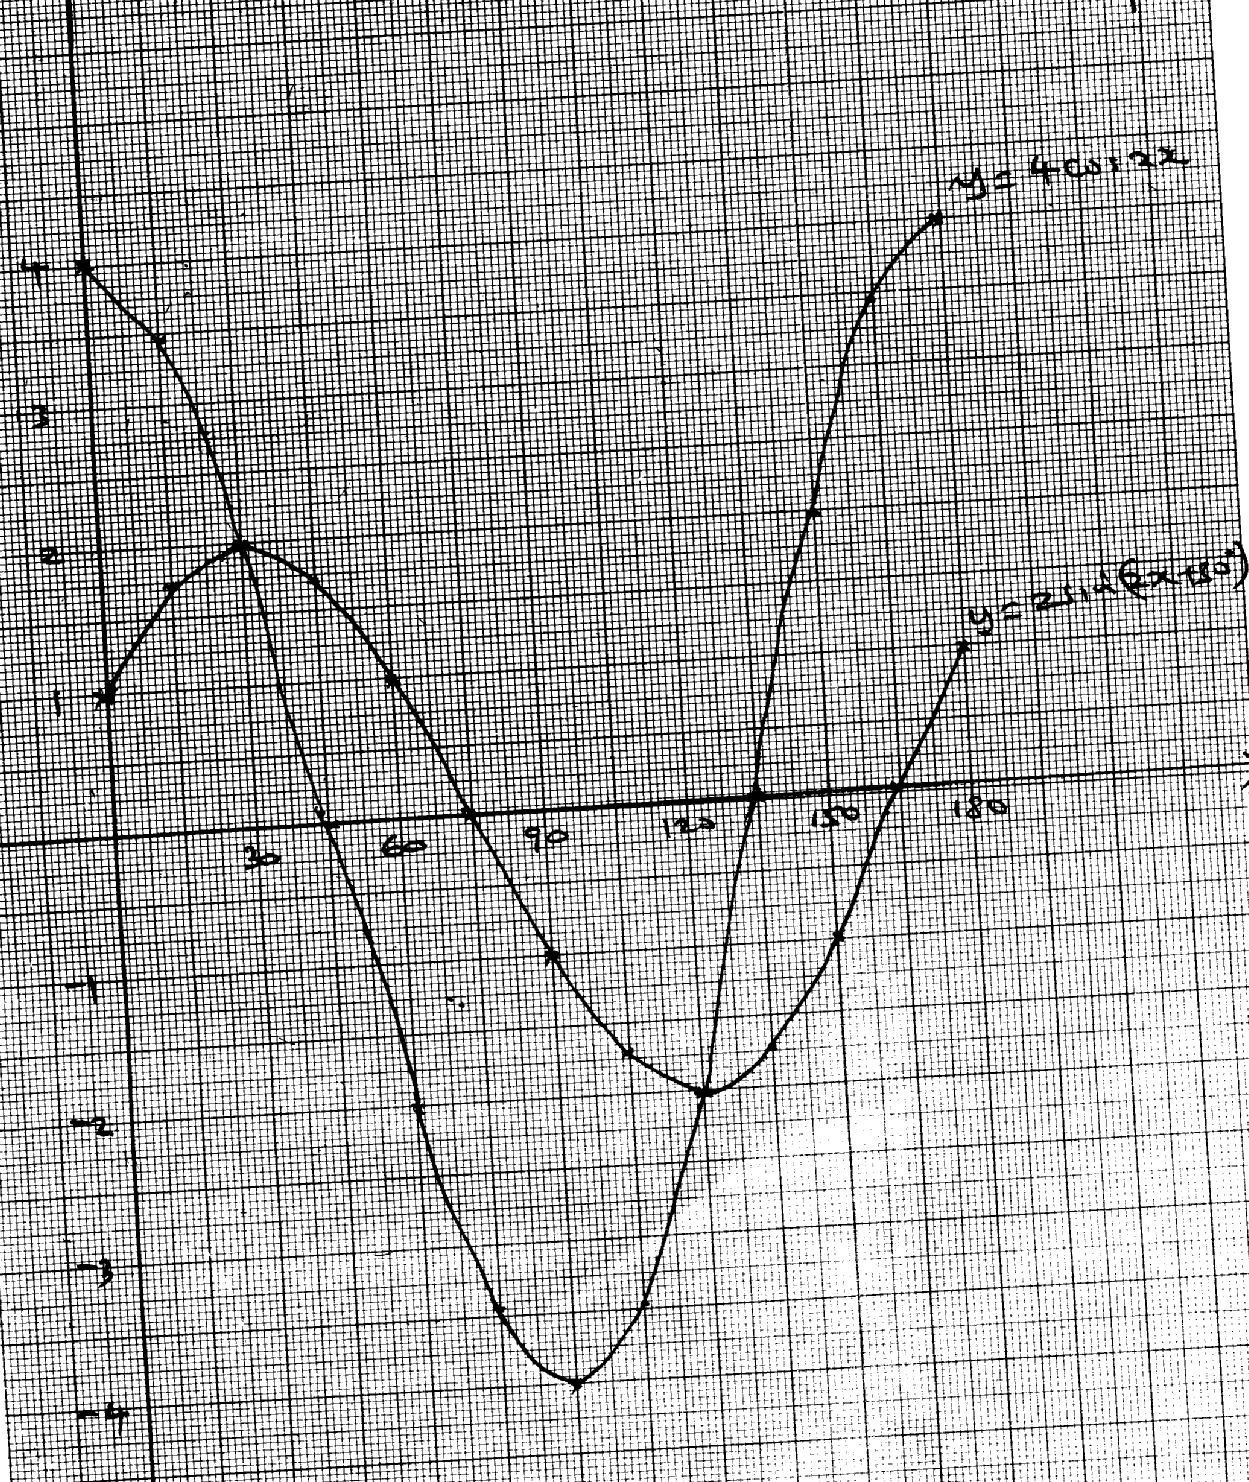 y = 4cos2x
4
3
2
y = 2sin(2x+30°)
1
30 60 90 120 150 180
-1
-2
-3
-4